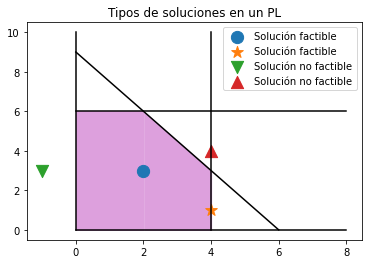 Tipos de soluciones en un PL
Solución factible
Solución factible
Solución no factible
Solución no factible
10
8
6
4
2
0
0
2
4
6
8